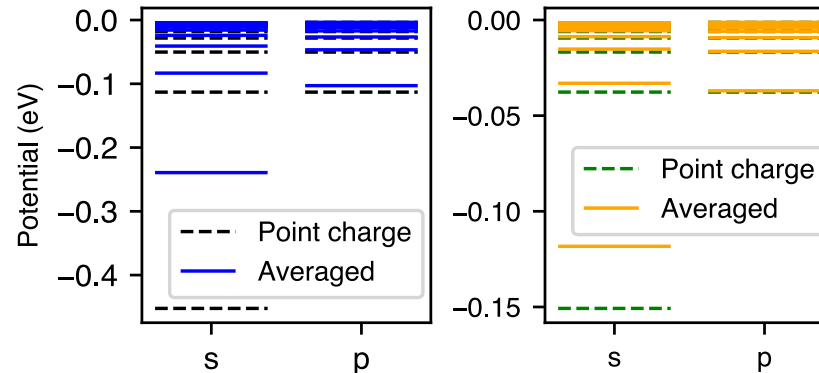 0.0
−0.1
−0.2
−0.3
−0.4
Potential (eV)
Point charge
Averaged
s p
0.00
−0.05
−0.10
−0.15
Point charge
Averaged
s p